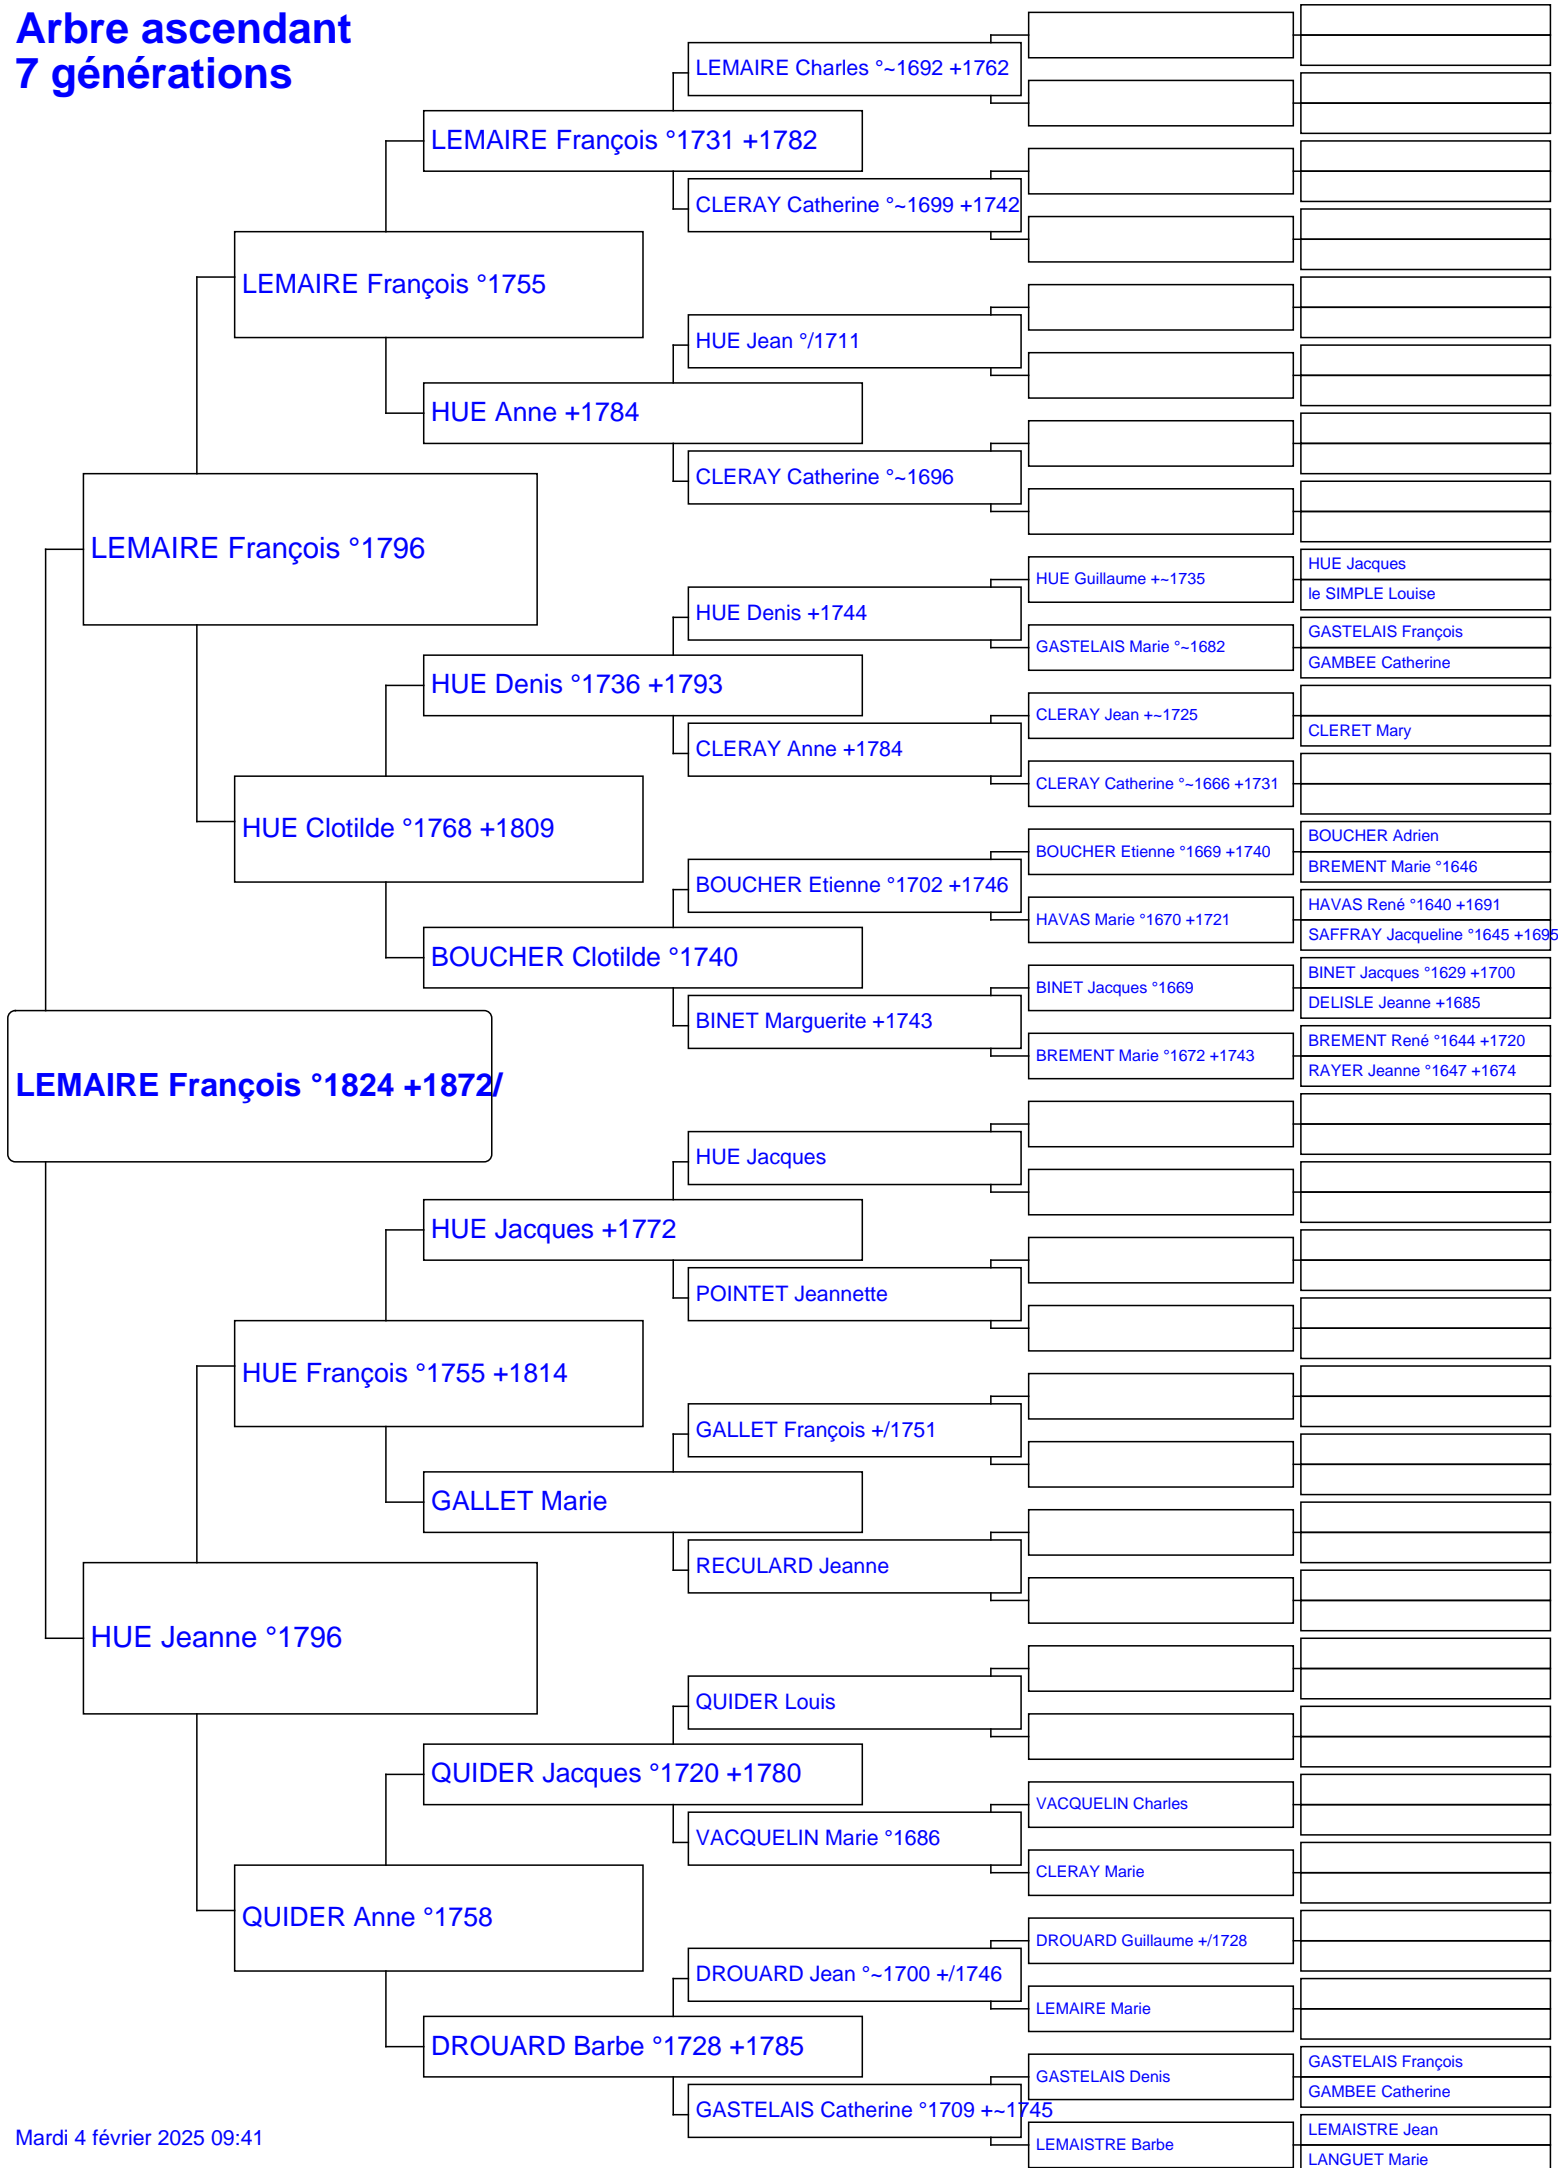 Arbre ascendant
7 générations
LEMAIRE François °1824 +1872/
LEMAIRE François °1796
HUE Jeanne °1796
LEMAIRE François °1755
HUE Clotilde °1768 +1809
HUE François °1755 +1814
QUIDER Anne °1758
LEMAIRE François °1731 +1782
HUE Anne +1784
HUE Denis °1736 +1793
BOUCHER Clotilde °1740
HUE Jacques +1772
GALLET Marie
QUIDER Jacques °1720 +1780
DROUARD Barbe °1728 +1785
LEMAIRE Charles °~1692 +1762
CLERAY Catherine °~1699 +1742
HUE Jean °/1711
CLERAY Catherine °~1696
HUE Denis +1744
CLERAY Anne +1784
BOUCHER Etienne °1702 +1746
BINET Marguerite +1743
HUE Jacques
POINTET Jeannette
GALLET François +/1751
RECULARD Jeanne
QUIDER Louis
VACQUELIN Marie °1686
DROUARD Jean °~1700 +/1746
GASTELAIS Catherine °1709 +~1745
HUE Guillaume +~1735
GASTELAIS Marie °~1682
CLERAY Jean +~1725
CLERAY Catherine °~1666 +1731
BOUCHER Etienne °1669 +1740
HAVAS Marie °1670 +1721
BINET Jacques °1669
BREMENT Marie °1672 +1743
VACQUELIN Charles
CLERAY Marie
DROUARD Guillaume +/1728
LEMAIRE Marie
GASTELAIS Denis
LEMAISTRE Barbe
HUE Jacques
le SIMPLE Louise
GASTELAIS François
GAMBEE Catherine
CLERET Mary
BOUCHER Adrien
BREMENT Marie °1646
HAVAS René °1640 +1691
SAFFRAY Jacqueline °1645 +1695
BINET Jacques °1629 +1700
DELISLE Jeanne +1685
BREMENT René °1644 +1720
RAYER Jeanne °1647 +1674
GASTELAIS François
GAMBEE Catherine
LEMAISTRE Jean
LANGUET Marie
Mardi 4 février 2025 09:41